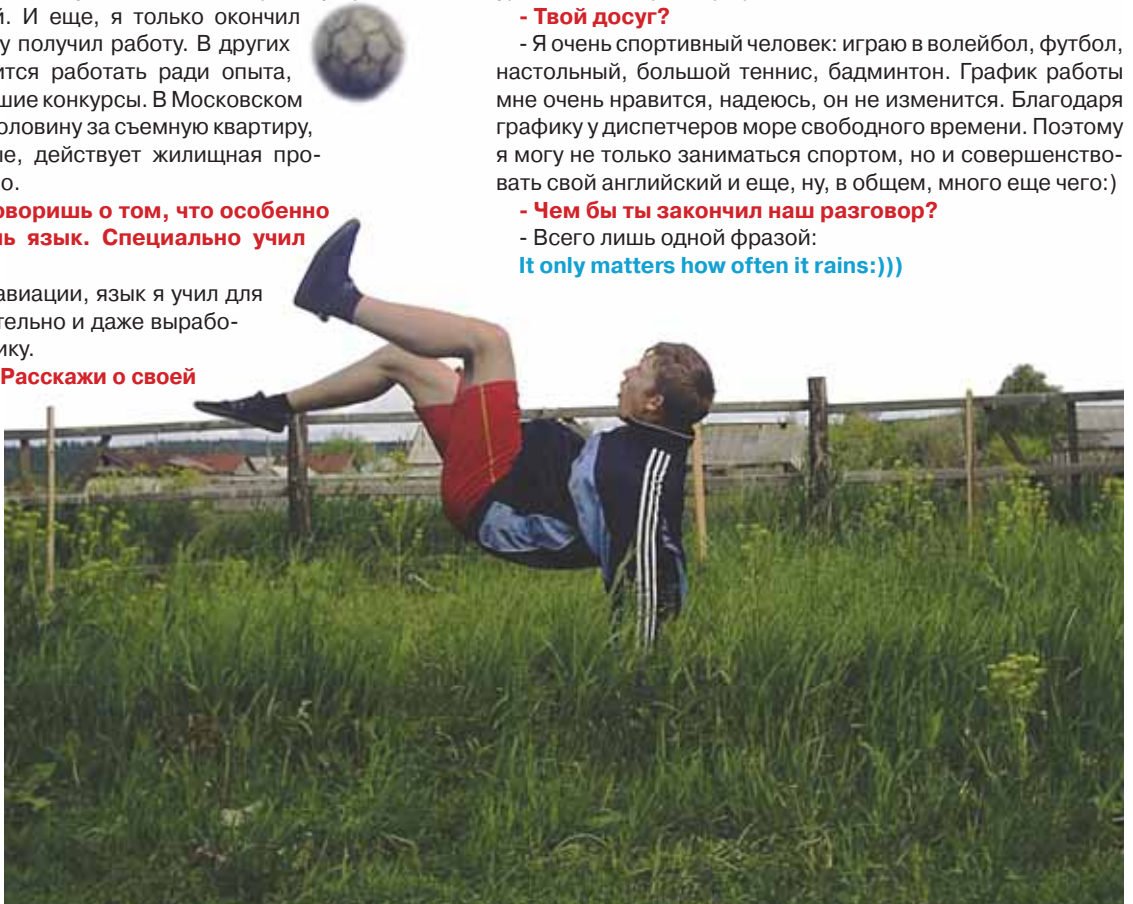 й. И еще, я только окончил
у получил работу. В других
ится работать ради опыта,
шие конкурсы. В Московском
оловину за съемную квартиру,
ые, действует жилищная про-
о.
оворишь о том, что особенно
ь язык. Специально учил
авиации, язык я учил для
тельно и даже вырабо-
ику.
Расскажи о своей
- Твой досуг?
- Я очень спортивный человек: играю в волейбол, футбол,
настольный, большой теннис, бадминтон. График работы
мне очень нравится, надеюсь, он не изменится. Благодаря
графику у диспетчеров море свободного времени. Поэтому
я могу не только заниматься спортом, но и совершенство-
вать свой английский и еще, ну, в общем, много еще чего:)
- Чем бы ты закончил наш разговор?
- Всего лишь одной фразой:
It only matters how often it rains:)))